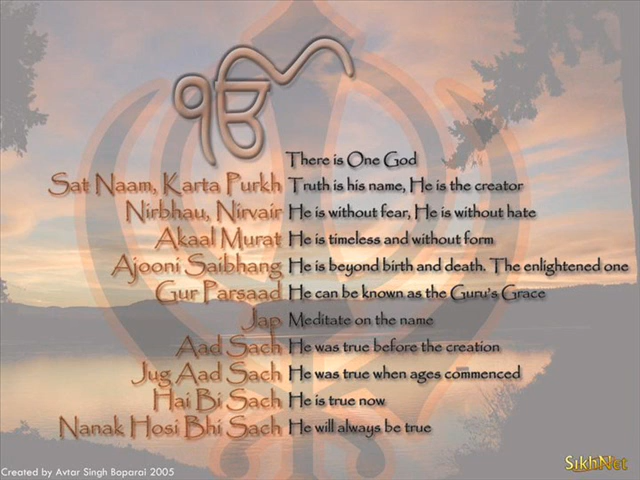 ੴ
There is One God
Sat Naam, Karta Purkh Truth is his name, He is the creator
Nirbhau, Nirvair He is without fear, He is without hate
Akaal Murat He is timeless and without form
Ajooni Saibhang He is beyond birth and death. The enlightened one
Gur Parsaad He can be known as the Guru's Grace
Jap Meditate on the name
Aad Sach He was true before the creation
Jug Aad Sach He was true when ages commenced
Hai Bi Sach He is true now
Nanak Hosi Bhi Sach He will always be true
Created by Avtar Singh Boparai 2005
SikhNet